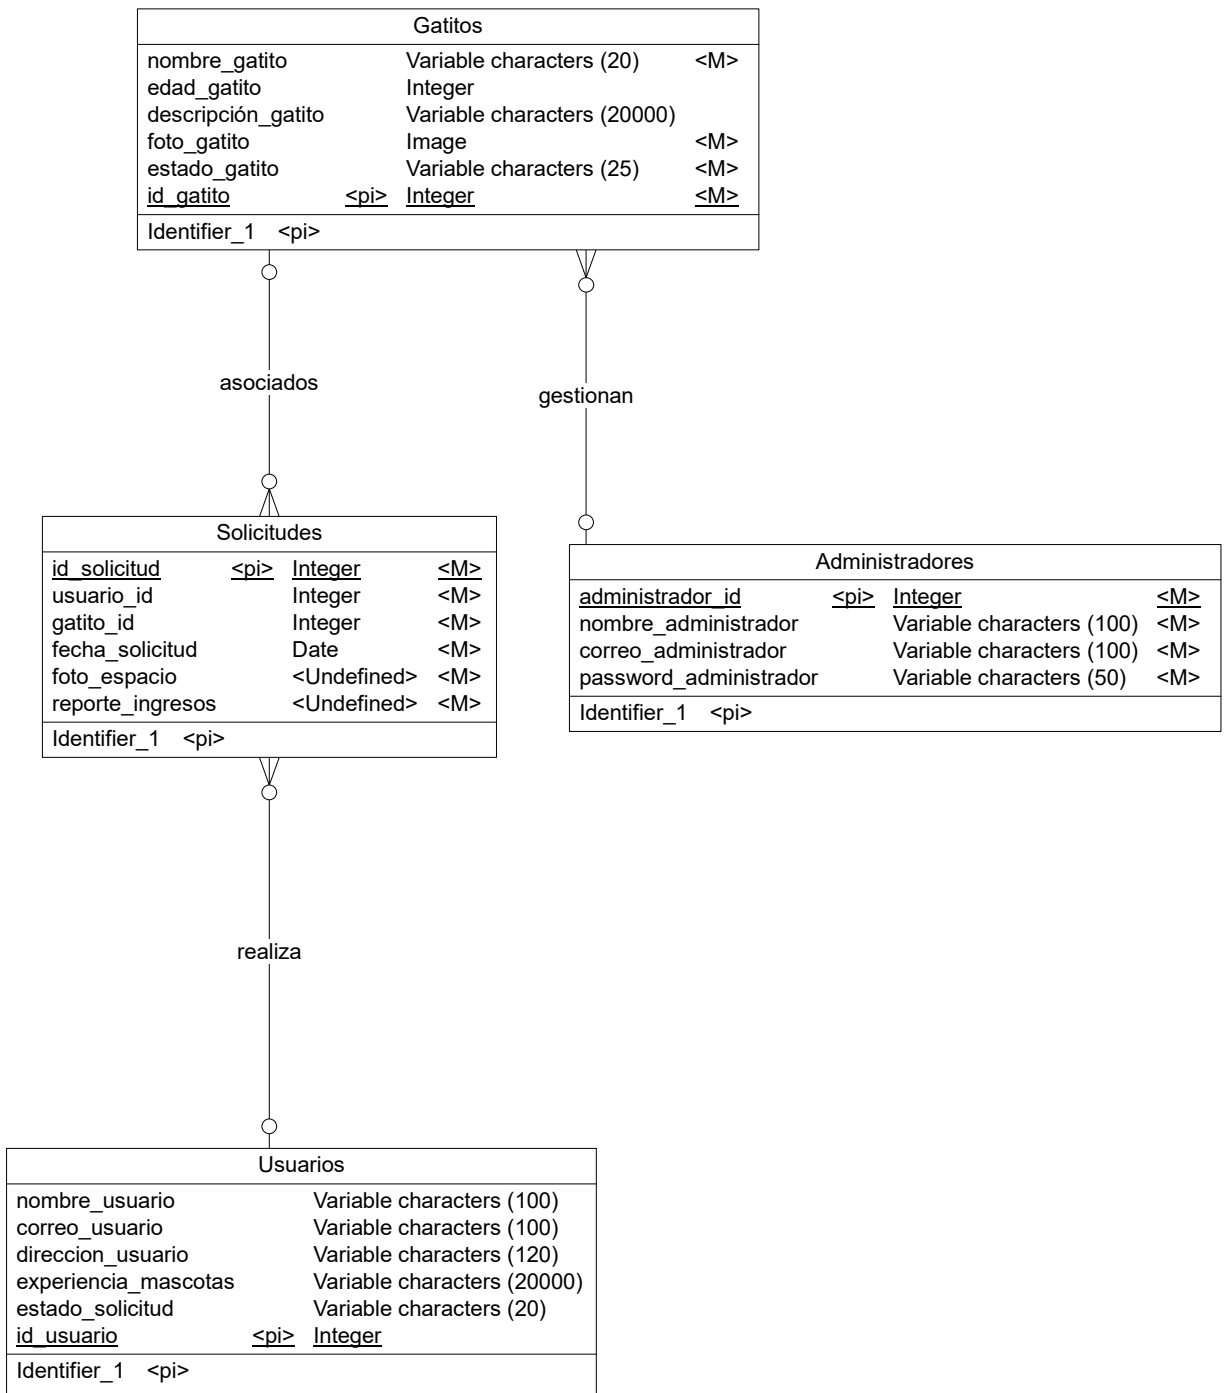 Gatitos
nombre_gatito Variable characters (20) <M>
edad_gatito Integer
descripción_gatito Variable characters (20000)
foto_gatito Image <M>
estado_gatito Variable characters (25) <M>
id_gatito <pi> Integer <M>
Identifier_1 <pi>
asociados
gestionan
Solicitudes
id_solicitud <pi> Integer <M>
usuario_id Integer <M>
gatito_id Integer <M>
fecha_solicitud Date <M>
foto_espacio <Undefined> <M>
reporte_ingresos <Undefined> <M>
Identifier_1 <pi>
Administradores
administrador_id <pi> Integer <M>
nombre_administrador Variable characters (100) <M>
correo_administrador Variable characters (100) <M>
password_administrador Variable characters (50) <M>
Identifier_1 <pi>
realiza
Usuarios
nombre_usuario Variable characters (100)
correo_usuario Variable characters (100)
direccion_usuario Variable characters (120)
experiencia_mascotas Variable characters (20000)
estado_solicitud Variable characters (20)
id_usuario <pi> Integer
Identifier_1 <pi>